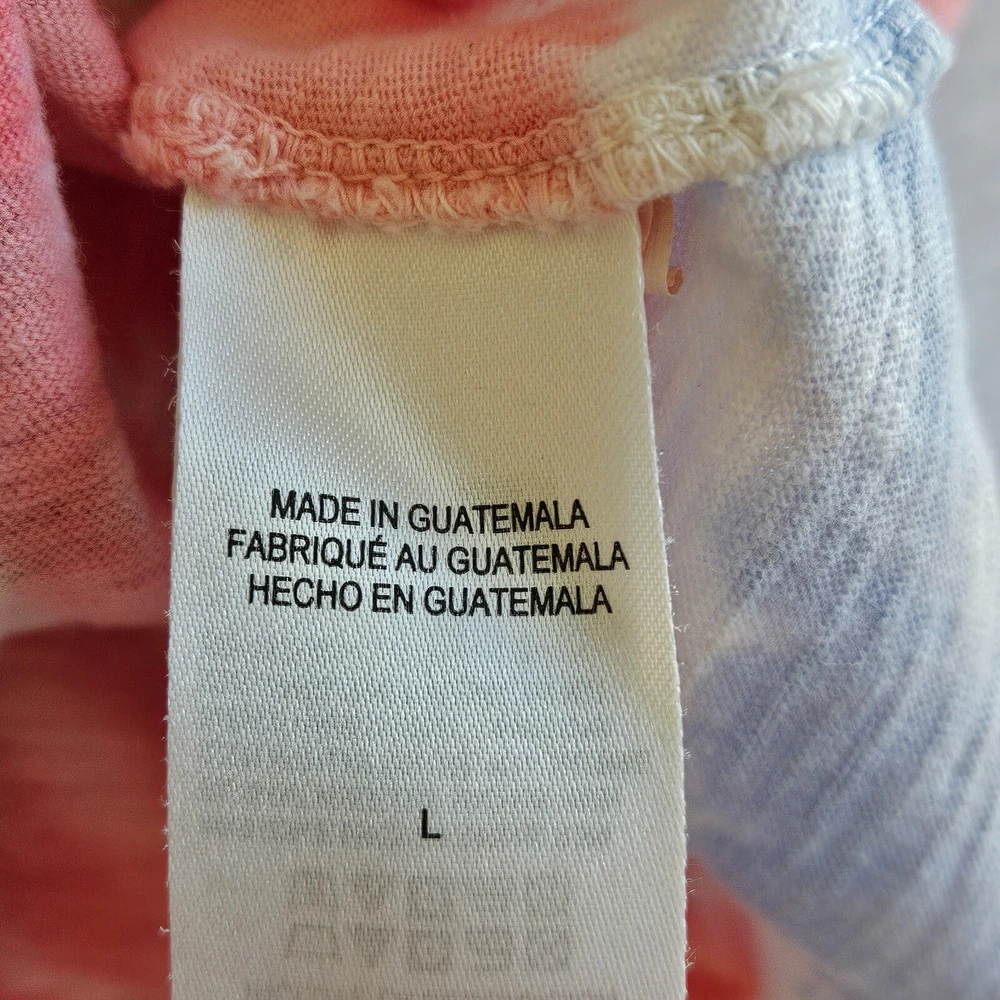 MADE IN GUATEMALA
FABRIQUÉ AU GUATEMALA
HECHO EN GUATEMALA
L